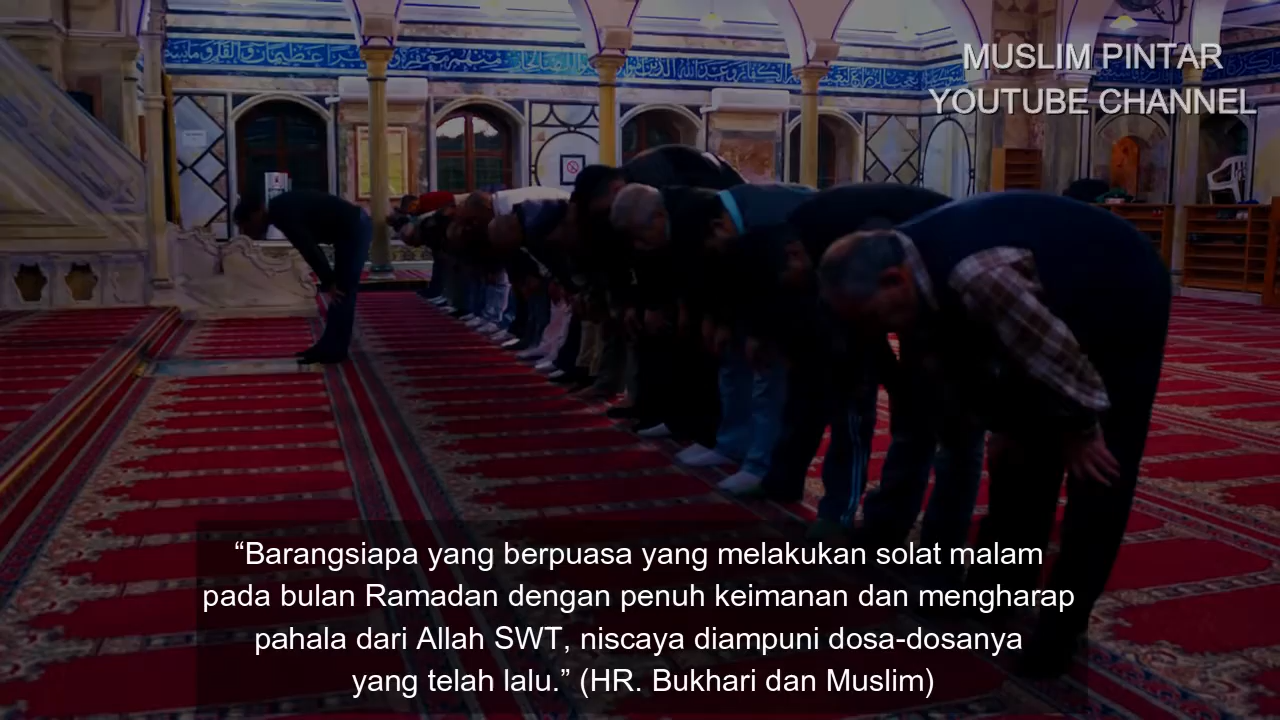 MUSLIM PINTAR
YOUTUBE CHANNEL
“Barangsiapa yang berpuasa yang melakukan solat malam
pada bulan Ramadan dengan penuh keimanan dan mengharap
pahala dari Allah SWT, niscaya diampuni dosa-dosanya
yang telah lalu.” (HR. Bukhari dan Muslim)